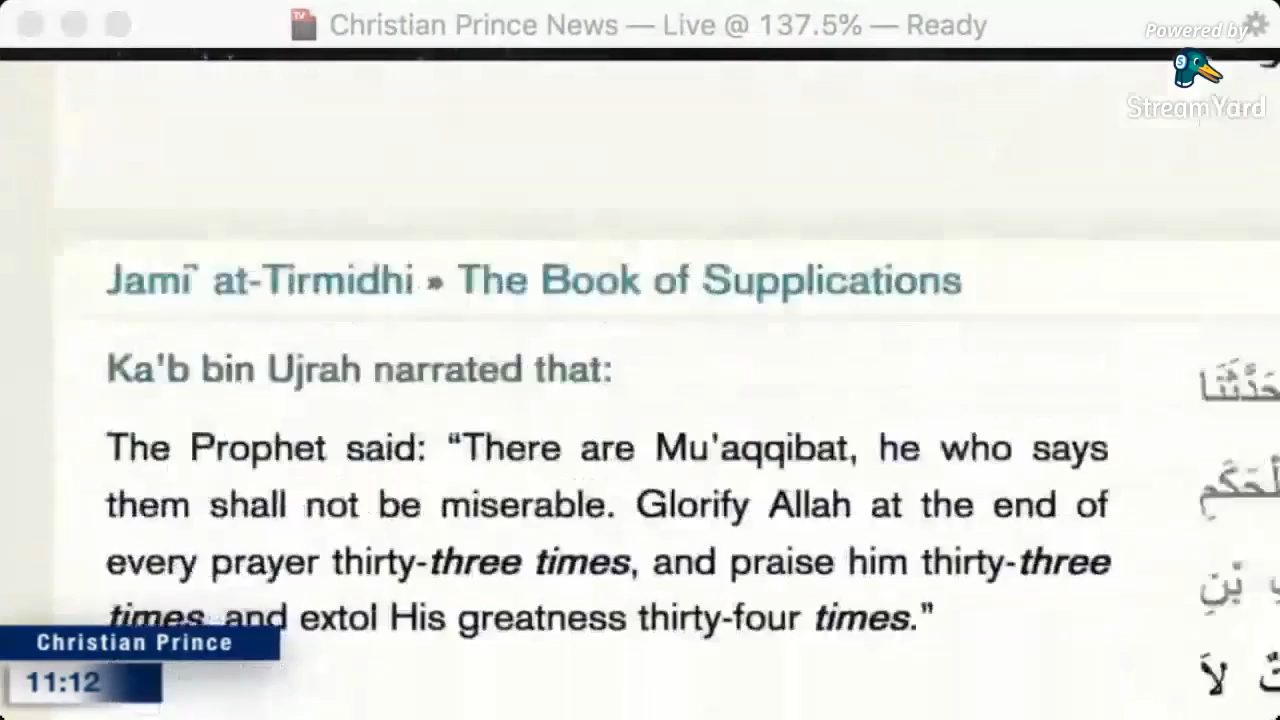 Christian Prince News — Live @ 137.5% — Ready
Powered by
StreamYard
Jami` at-Tirmidhi » The Book of Supplications
Ka'b bin Ujrah narrated that:
The Prophet said: “There are Mu’aqqibat, he who says
them shall not be miserable. Glorify Allah at the end of
every prayer thirty-three times, and praise him thirty-three
times, and extol His greatness thirty-four times.”
حَدَّثَنَا
الْحَكَمِ
بْنِ
لاَ
Christian Prince
11:12